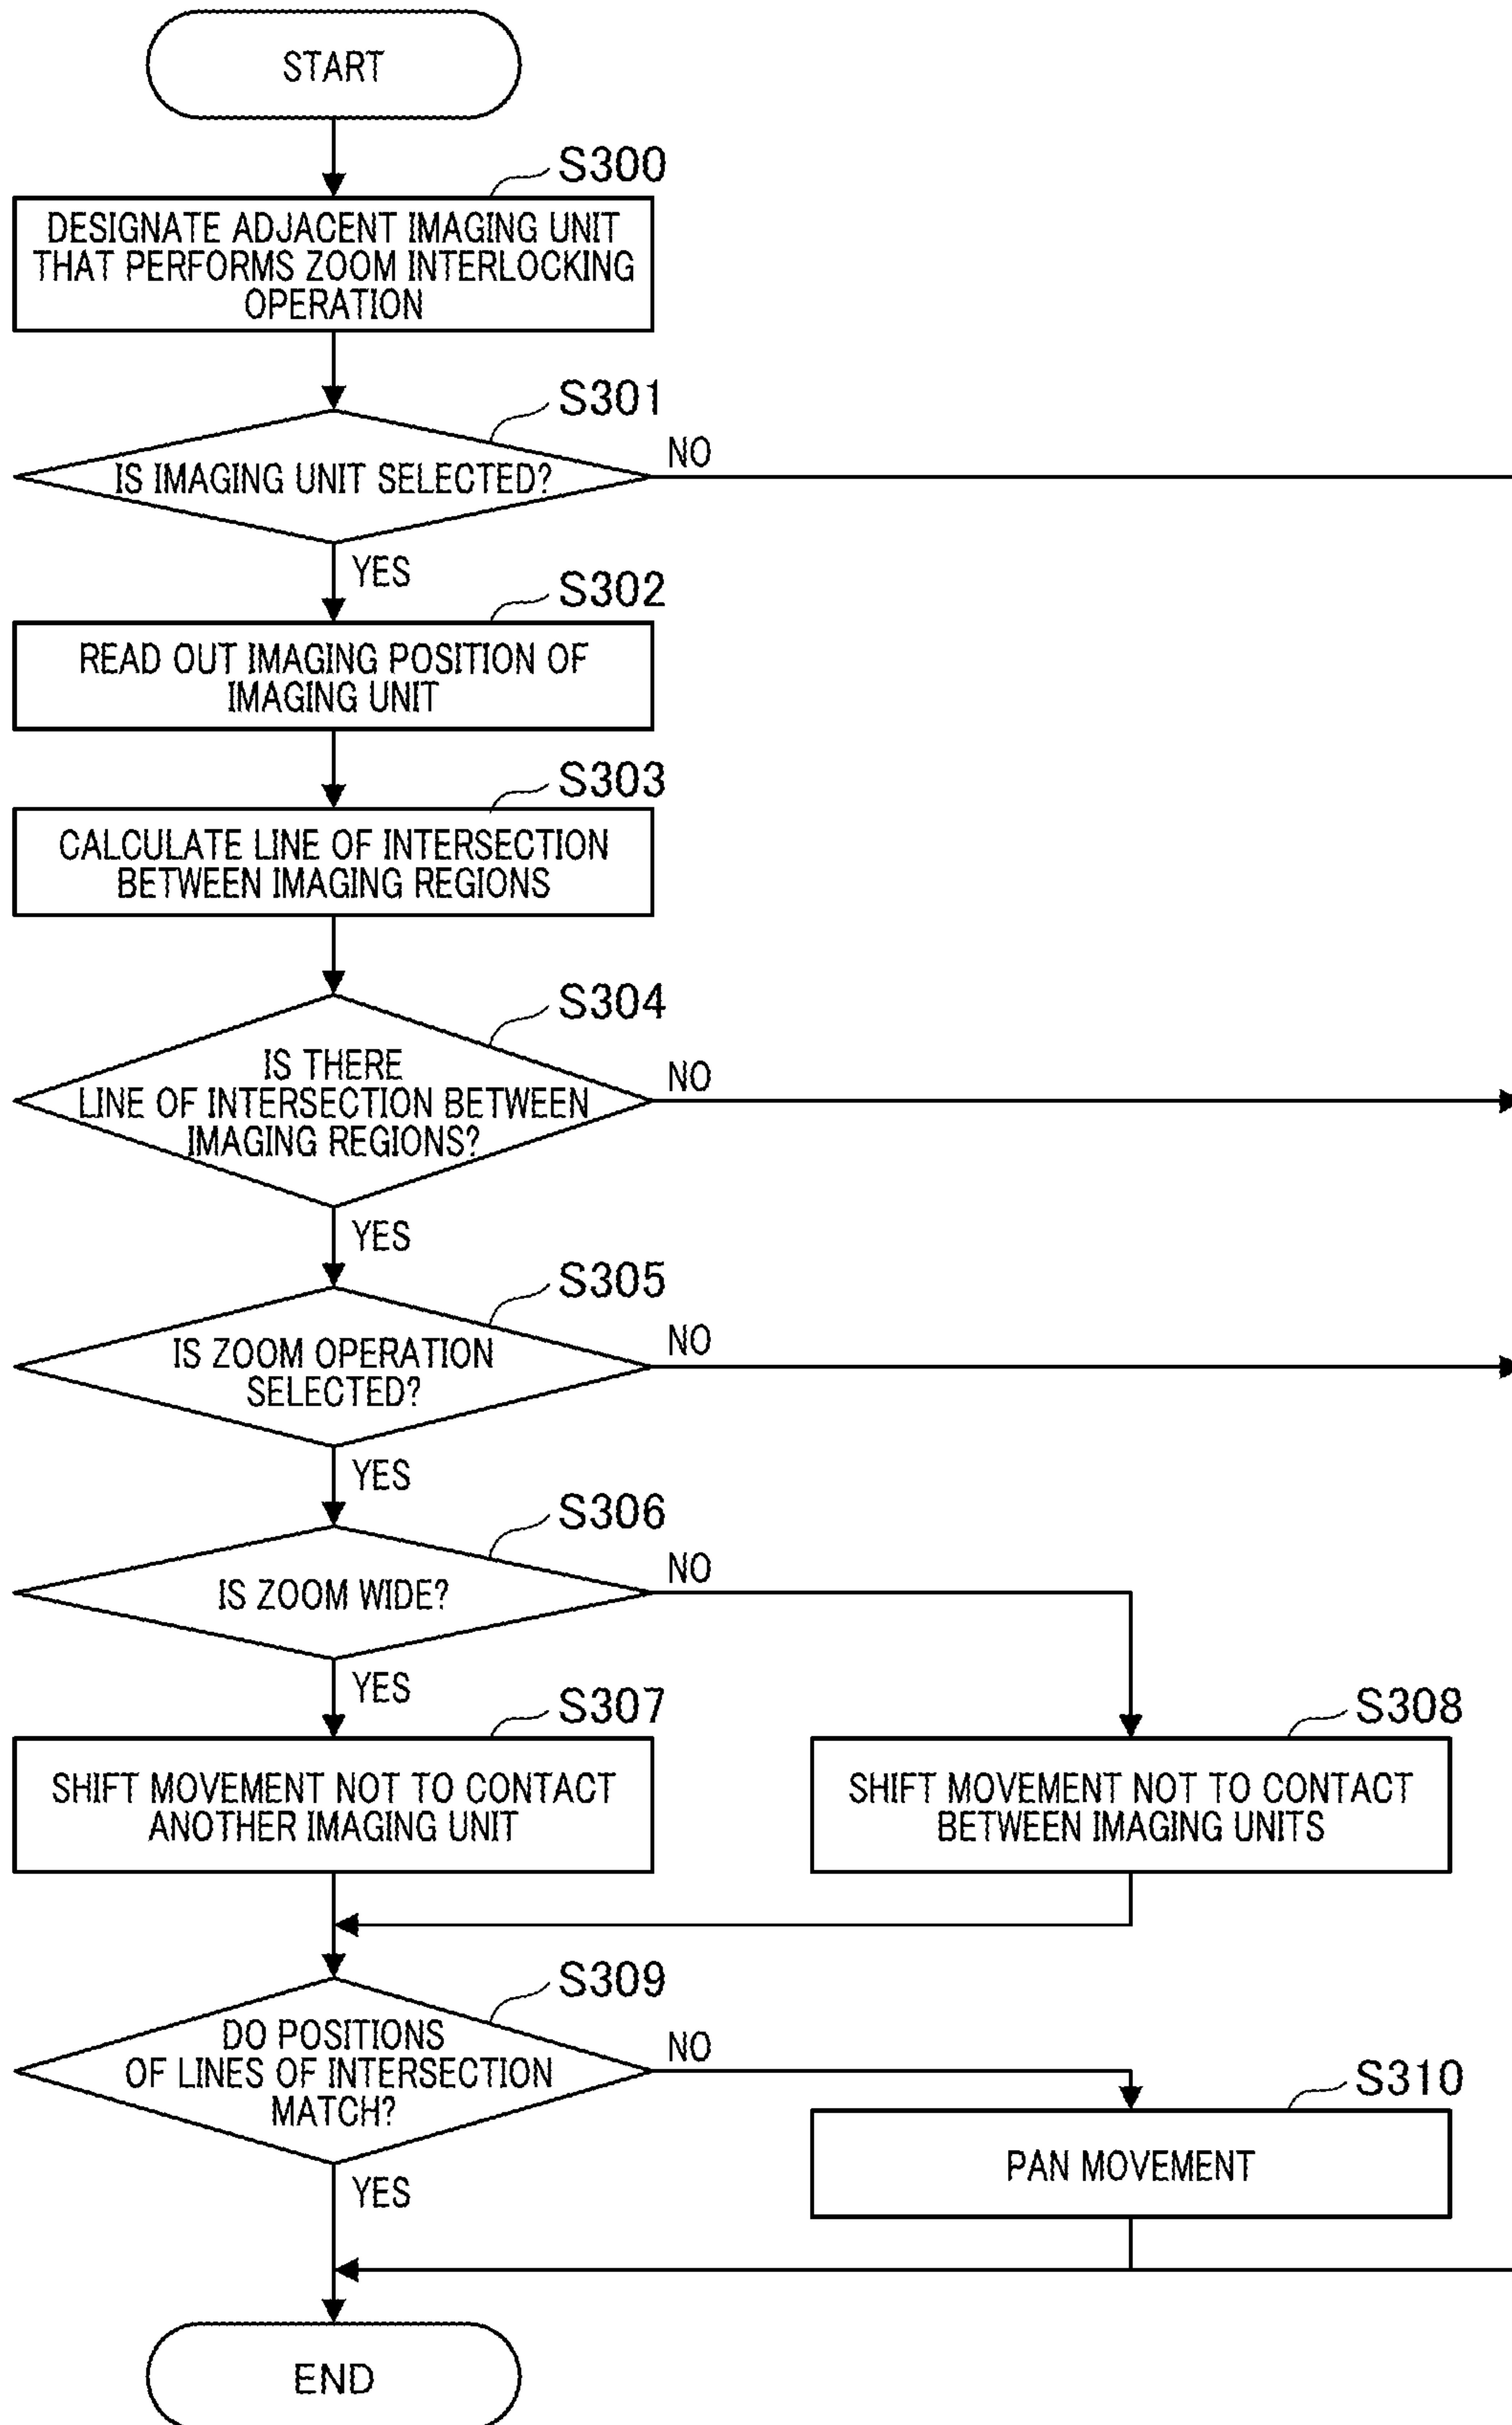 START
S300
DESIGNATE ADJACENT IMAGING UNIT
THAT PERFORMS ZOOM INTERLOCKING
OPERATION
S301
IS IMAGING UNIT SELECTED?
NO
YES
S302
READ OUT IMAGING POSITION OF
IMAGING UNIT
S303
CALCULATE LINE OF INTERSECTION
BETWEEN IMAGING REGIONS
S304
IS THERE
LINE OF INTERSECTION BETWEEN
IMAGING REGIONS?
NO
YES
S305
IS ZOOM OPERATION
SELECTED?
NO
YES
S306
IS ZOOM WIDE?
NO
YES
S307
SHIFT MOVEMENT NOT TO CONTACT
ANOTHER IMAGING UNIT
S308
SHIFT MOVEMENT NOT TO CONTACT
BETWEEN IMAGING UNITS
S309
DO POSITIONS
OF LINES OF INTERSECTION
MATCH?
NO
YES
S310
PAN MOVEMENT
END